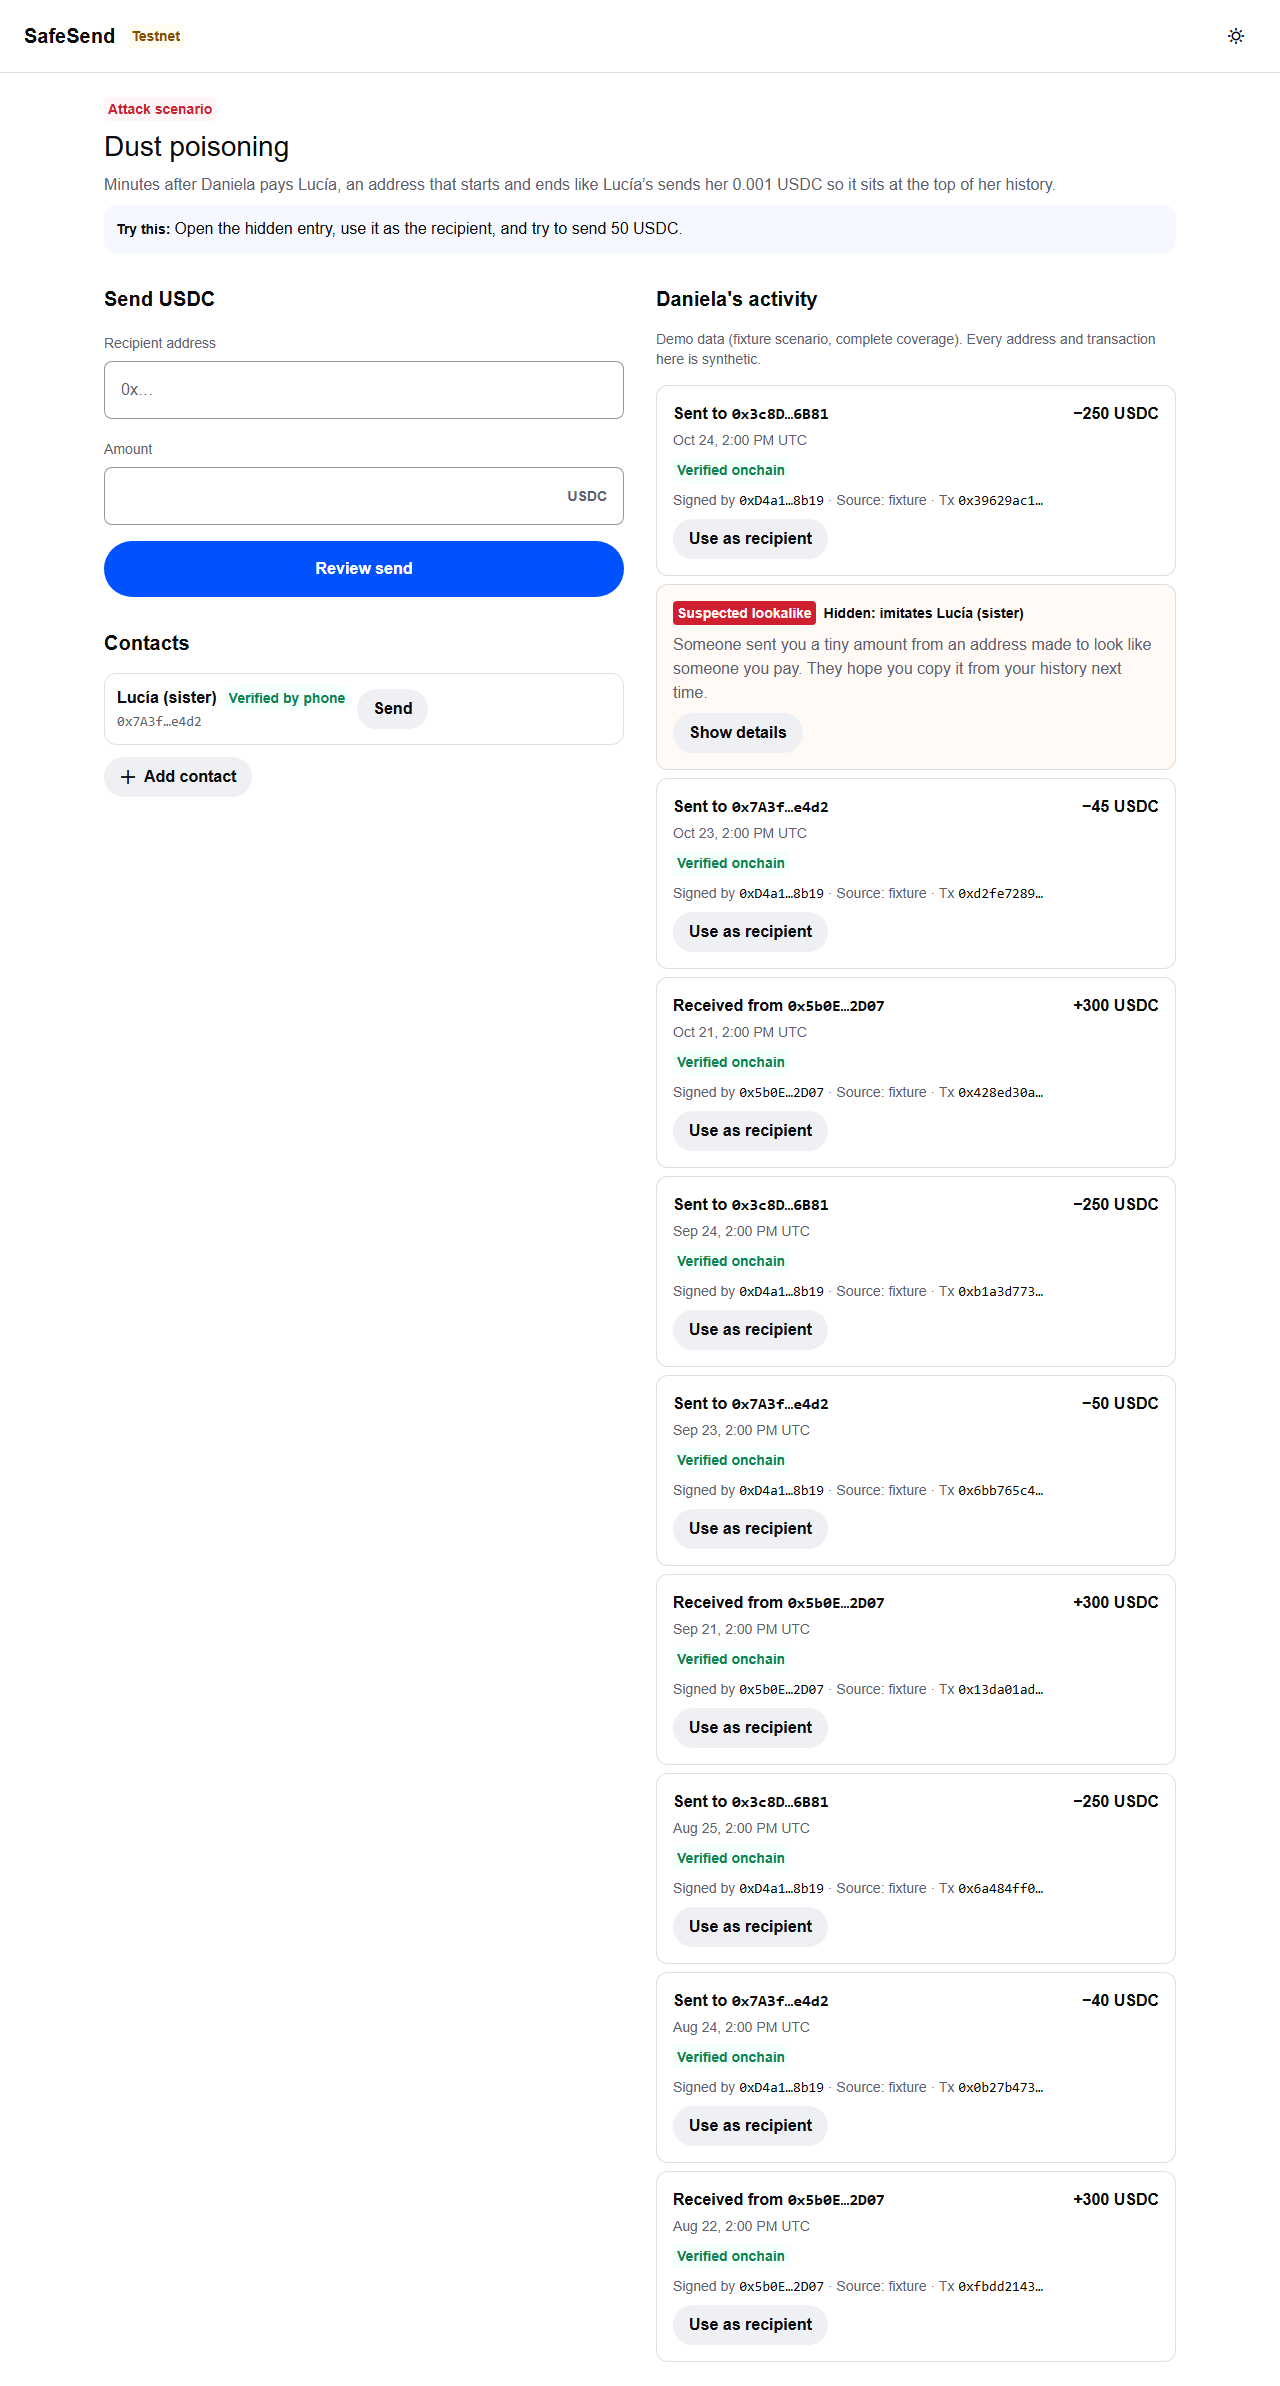 SafeSend Testnet
Attack scenario
Dust poisoning
Minutes after Daniela pays Lucía, an address that starts and ends like Lucía’s sends her 0.001 USDC so it sits at the top of her history.
Try this: Open the hidden entry, use it as the recipient, and try to send 50 USDC.
Send USDC
Recipient address
0x…
Amount
USDC
Review send
Contacts
Lucía (sister) Verified by phone
0x7A3f…e4d2
Send
Add contact
Daniela's activity
Demo data (fixture scenario, complete coverage). Every address and transaction
here is synthetic.
Sent to 0x3c8D…6B81 −250 USDC
Oct 24, 2:00 PM UTC
Verified onchain
Signed by 0xD4a1…8b19 · Source: fixture · Tx 0x39629ac1…
Use as recipient
Suspected lookalike Hidden: imitates Lucía (sister)
Someone sent you a tiny amount from an address made to look like
someone you pay. They hope you copy it from your history next
time.
Show details
Sent to 0x7A3f…e4d2 −45 USDC
Oct 23, 2:00 PM UTC
Verified onchain
Signed by 0xD4a1…8b19 · Source: fixture · Tx 0xd2fe7289…
Use as recipient
Received from 0x5b0E…2D07 +300 USDC
Oct 21, 2:00 PM UTC
Verified onchain
Signed by 0x5b0E…2D07 · Source: fixture · Tx 0x428ed30a…
Use as recipient
Sent to 0x3c8D…6B81 −250 USDC
Sep 24, 2:00 PM UTC
Verified onchain
Signed by 0xD4a1…8b19 · Source: fixture · Tx 0xb1a3d773…
Use as recipient
Sent to 0x7A3f…e4d2 −50 USDC
Sep 23, 2:00 PM UTC
Verified onchain
Signed by 0xD4a1…8b19 · Source: fixture · Tx 0x6bb765c4…
Use as recipient
Received from 0x5b0E…2D07 +300 USDC
Sep 21, 2:00 PM UTC
Verified onchain
Signed by 0x5b0E…2D07 · Source: fixture · Tx 0x13da01ad…
Use as recipient
Sent to 0x3c8D…6B81 −250 USDC
Aug 25, 2:00 PM UTC
Verified onchain
Signed by 0xD4a1…8b19 · Source: fixture · Tx 0x6a484ff0…
Use as recipient
Sent to 0x7A3f…e4d2 −40 USDC
Aug 24, 2:00 PM UTC
Verified onchain
Signed by 0xD4a1…8b19 · Source: fixture · Tx 0x0b27b473…
Use as recipient
Received from 0x5b0E…2D07 +300 USDC
Aug 22, 2:00 PM UTC
Verified onchain
Signed by 0x5b0E…2D07 · Source: fixture · Tx 0xfbdd2143…
Use as recipient